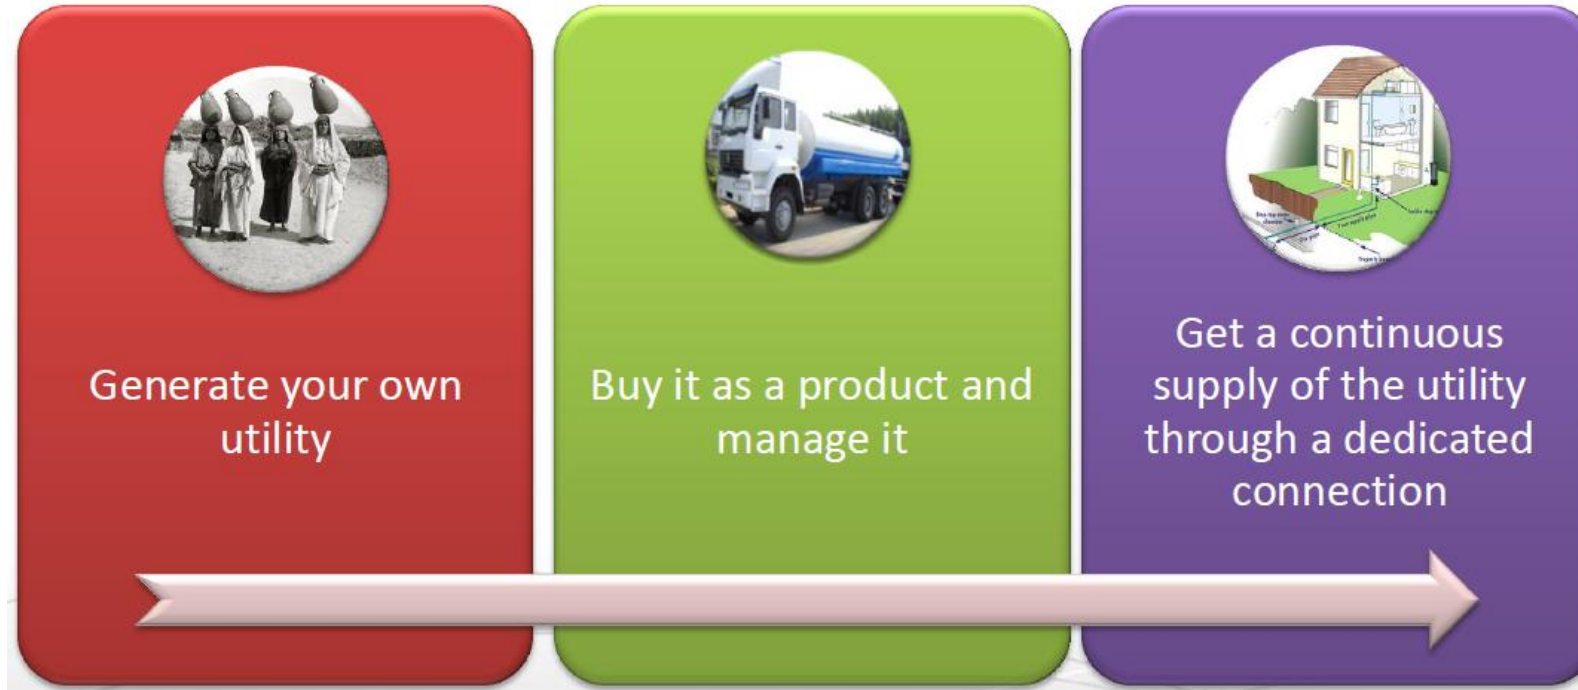 Generate your own
utility
Buy it as a product and
manage it
Get a continuous
supply of the utility
through a dedicated
connection